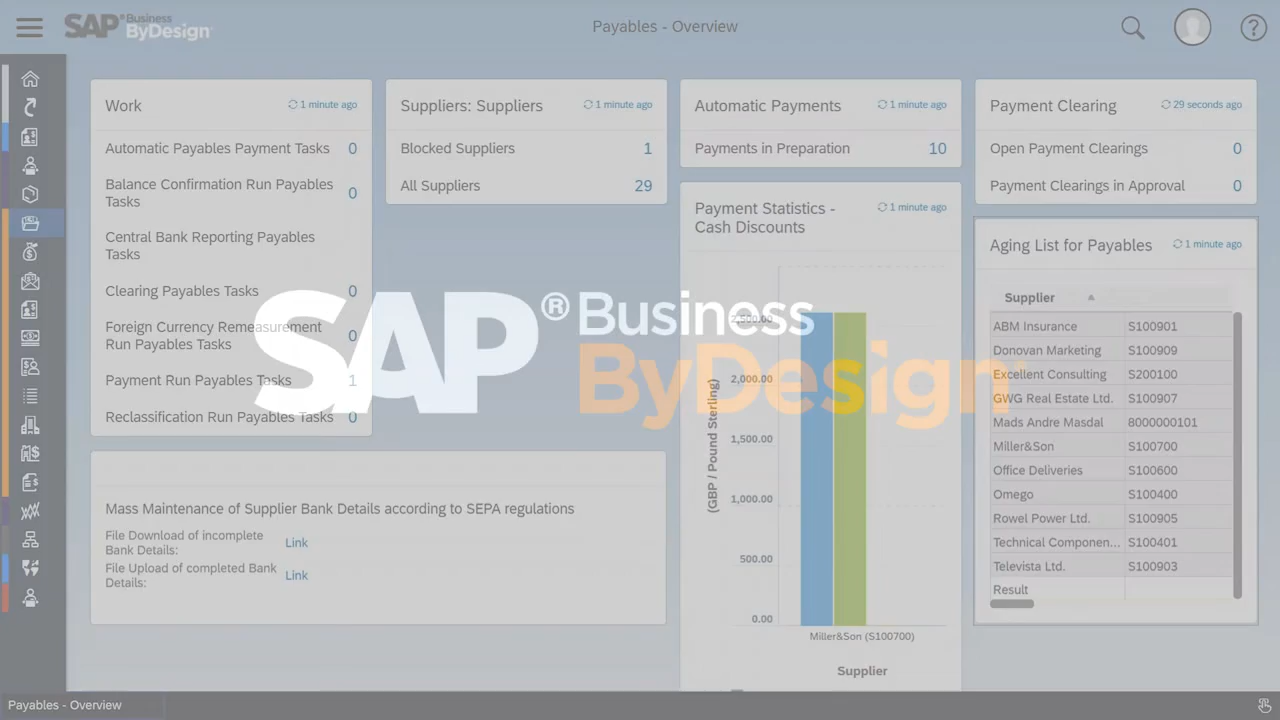 SAP® Business
ByDesign
Payables - Overview
?
Work
1 minute ago
Automatic Payables Payment Tasks 0
Balance Confirmation Run Payables
Tasks 0
Central Bank Reporting Payables
Tasks
Clearing Payables Tasks 0
Foreign Currency Remeasurement
Run Payables Tasks 0
Payment Run Payables Tasks 1
Reclassification Run Payables Tasks 0
Suppliers: Suppliers
1 minute ago
Blocked Suppliers 1
All Suppliers 29
Automatic Payments
1 minute ago
Payments in Preparation 10
Payment Clearing
29 seconds ago
Open Payment Clearings 0
Payment Clearings in Approval 0
SAP® Business
ByDesign
Mass Maintenance of Supplier Bank Details according to SEPA regulations
File Download of incomplete
Bank Details: Link
File Upload of completed Bank
Details: Link
Payment Statistics -
Cash Discounts
1 minute ago
(GBP / Pound Sterling)
2,500.00
2,000.00
1,500.00
1,000.00
500.00
0.00
Miller&Son (S100700)
Supplier
Aging List for Payables
1 minute ago
Supplier
ABM Insurance S100901
Donovan Marketing S100909
Excellent Consulting S200100
GWG Real Estate Ltd. S100907
Mads Andre Masdal 8000000101
Miller&Son S100700
Office Deliveries S100600
Omego S100400
Rowel Power Ltd. S100905
Technical Componen... S100401
Televista Ltd. S100903
Result
Payables - Overview